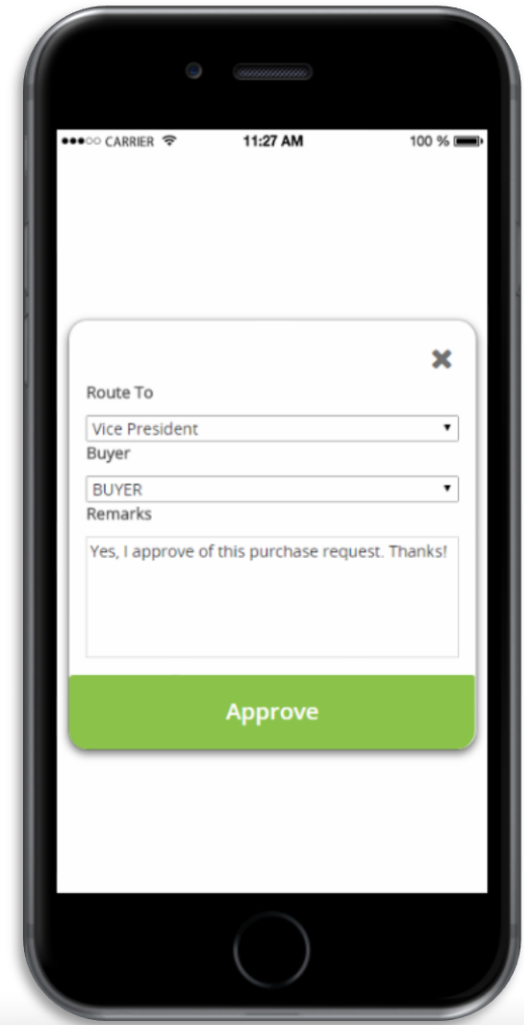 CARRIER 11:27 AM 100 %
Route To
Vice President
Buyer
BUYER
Remarks
Yes, I approve of this purchase request. Thanks!
Approve